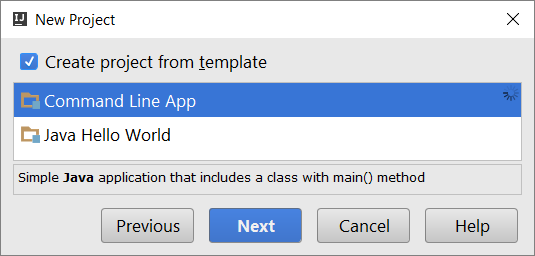 IJ New Project
Create project from template
Command Line App
Java Hello World
Simple Java application that includes a class with main() method
Previous Next Cancel Help